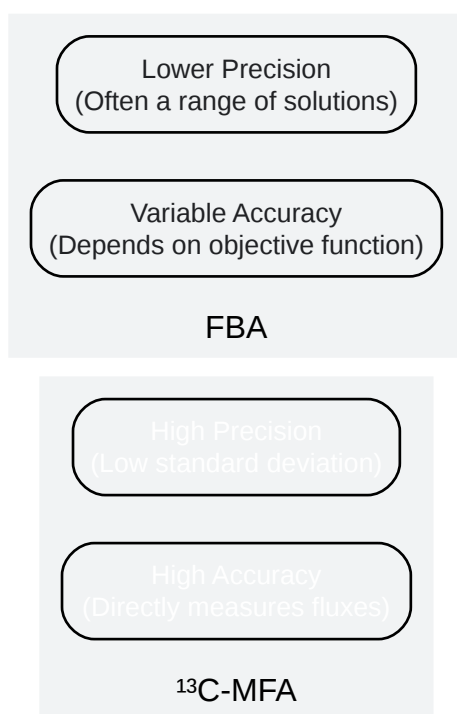 Lower Precision
(Often a range of solutions)
Variable Accuracy
(Depends on objective function)
FBA
High Precision
(Low standard deviation)
High Accuracy
(Directly measures fluxes)
¹³C-MFA